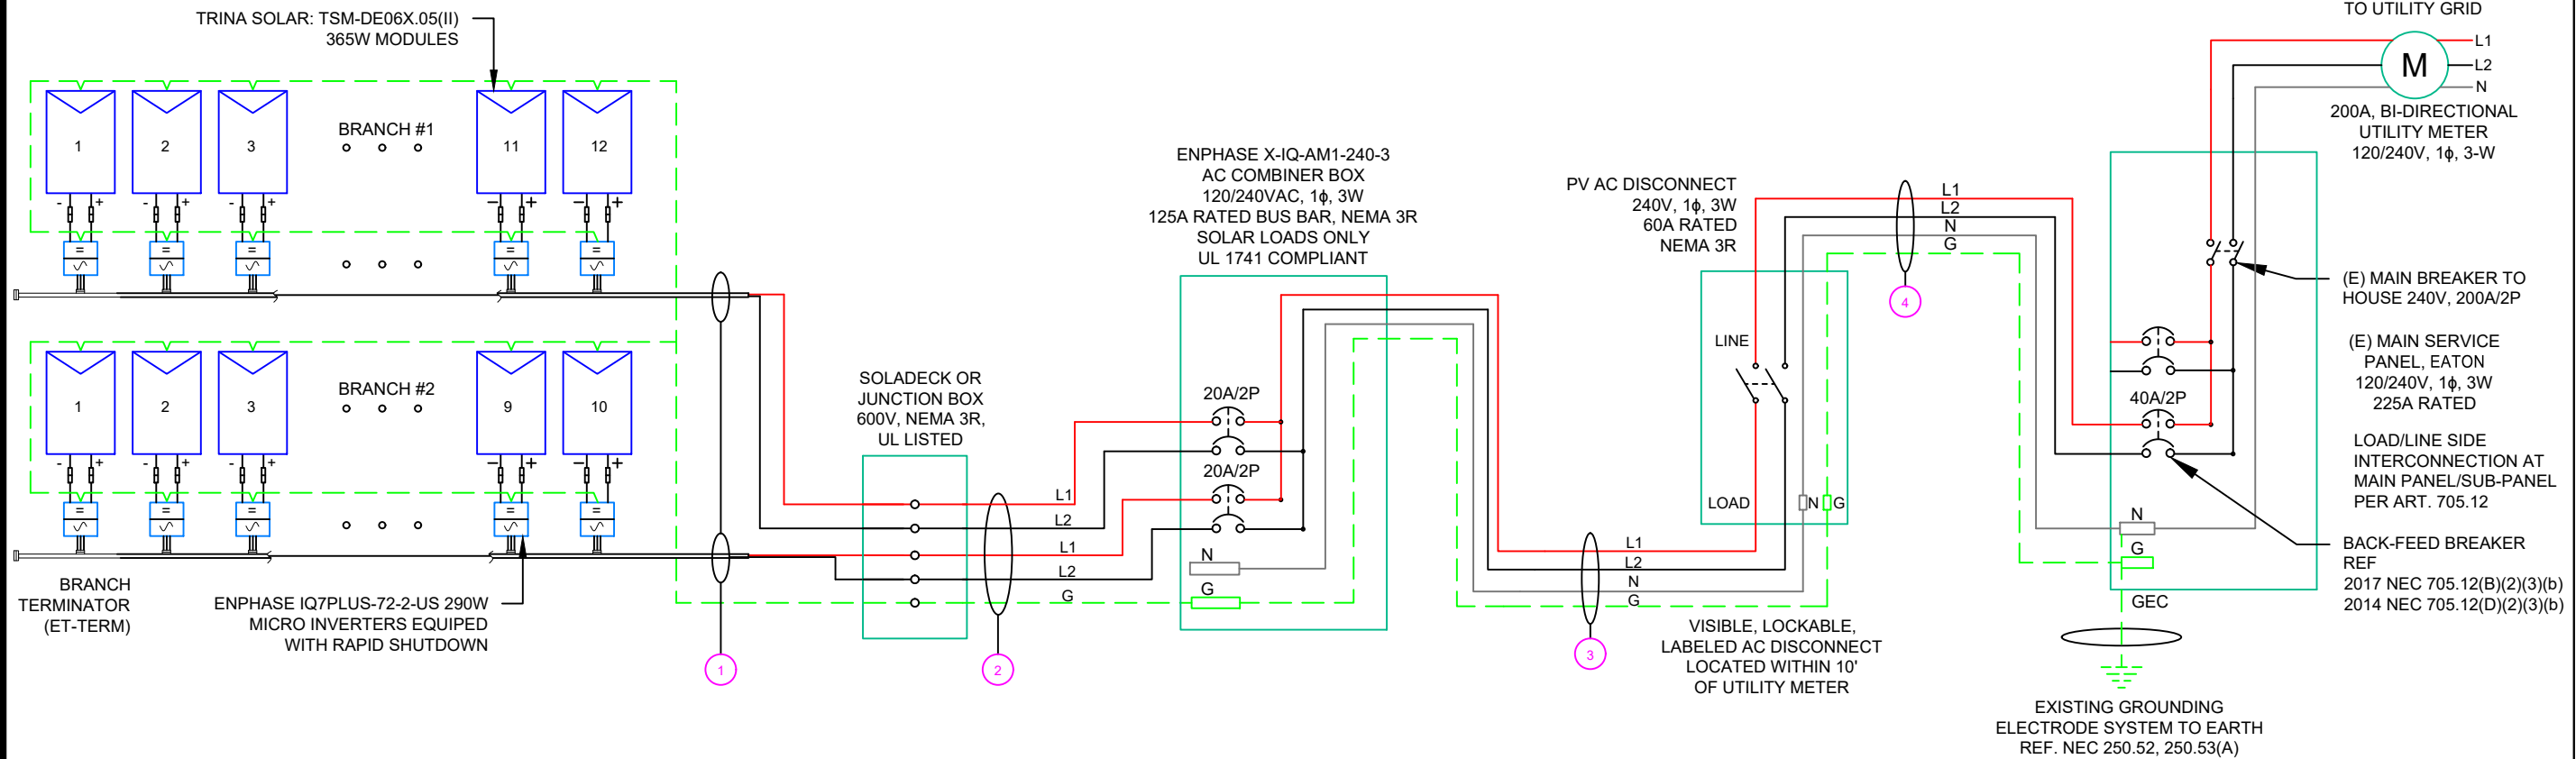 TRINA SOLAR: TSM-DE06X.05(II)
365W MODULES
BRANCH #1
1
2
3
11
12
-
+
-
+
-
+
-
+
-
+
BRANCH #2
1
2
3
9
10
-
+
-
+
-
+
-
+
-
+
BRANCH
TERMINATOR
(ET-TERM)
ENPHASE IQ7PLUS-72-2-US 290W
MICRO INVERTERS EQUIPED
WITH RAPID SHUTDOWN
1
SOLADECK OR
JUNCTION BOX
600V, NEMA 3R,
UL LISTED
L1
L2
L1
L2
G
2
ENPHASE X-IQ-AM1-240-3
AC COMBINER BOX
120/240VAC, 1ϕ, 3W
125A RATED BUS BAR, NEMA 3R
SOLAR LOADS ONLY
UL 1741 COMPLIANT
20A/2P
20A/2P
N
G
L1
L2
N
G
3
PV AC DISCONNECT
240V, 1ϕ, 3W
60A RATED
NEMA 3R
LINE
LOAD
N
G
VISIBLE, LOCKABLE,
LABELED AC DISCONNECT
LOCATED WITHIN 10'
OF UTILITY METER
L1
L2
N
G
4
TO UTILITY GRID
L1
L2
N
M
200A, BI-DIRECTIONAL
UTILITY METER
120/240V, 1ϕ, 3-W
(E) MAIN BREAKER TO
HOUSE 240V, 200A/2P
(E) MAIN SERVICE
PANEL, EATON
120/240V, 1ϕ, 3W
225A RATED
40A/2P
LOAD/LINE SIDE
INTERCONNECTION AT
MAIN PANEL/SUB-PANEL
PER ART. 705.12
N
G
BACK-FEED BREAKER
REF
2017 NEC 705.12(B)(2)(3)(b)
2014 NEC 705.12(D)(2)(3)(b)
GEC
EXISTING GROUNDING
ELECTRODE SYSTEM TO EARTH
REF. NEC 250.52, 250.53(A)